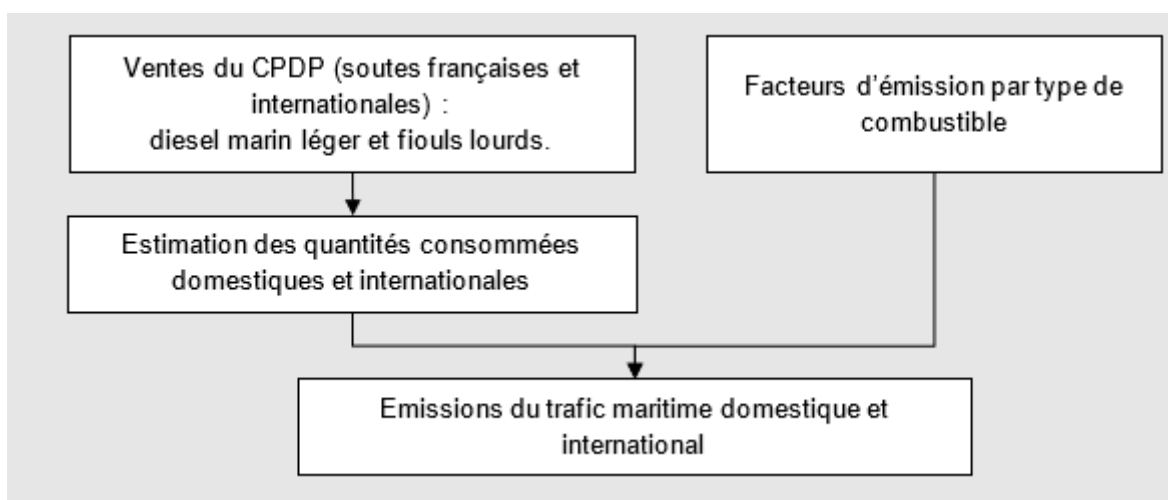 Ventes du CPDP (soutes françaises et
internationales) :
diesel marin léger et fiouls lourds.
Facteurs d'émission par type de
combustible
Estimation des quantités consommées
domestiques et internationales
Emissions du trafic maritime domestique et
international